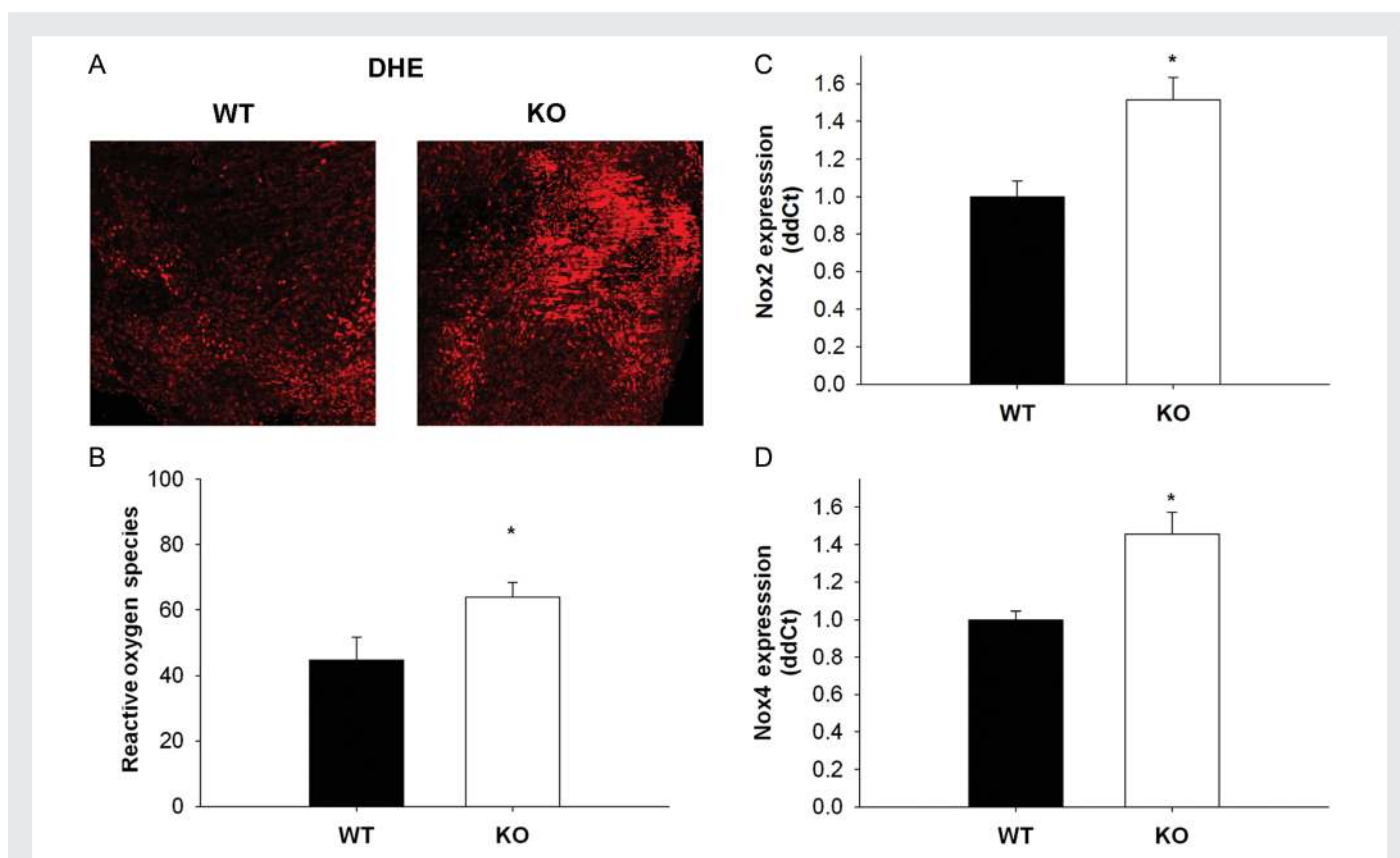 A
DHE
WT KO
B
100
80
60
40
20
0
Reactive oxygen species
*
WT KO
C
1.6
1.4
1.2
1.0
0.8
0.6
0.4
0.2
0.0
Nox2 expresssion
(ddCt)
*
WT KO
D
1.6
1.4
1.2
1.0
0.8
0.6
0.4
0.2
0.0
Nox4 expresssion
(ddCt)
*
WT KO